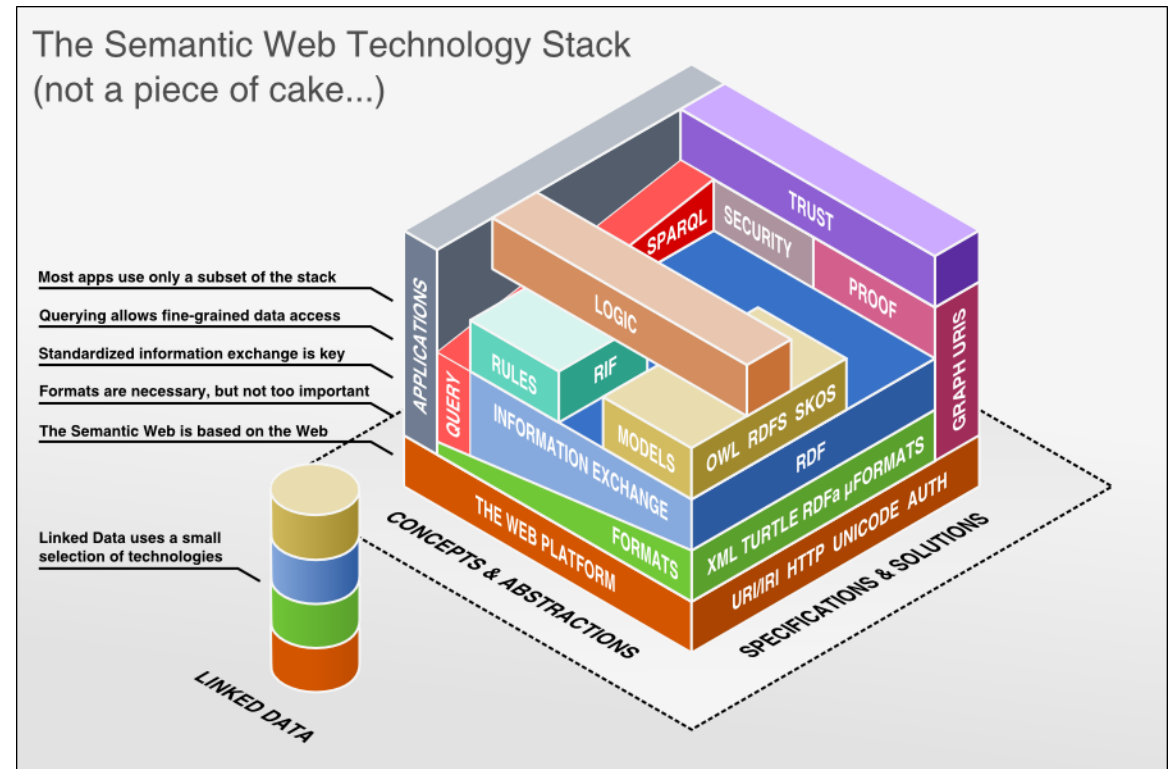 The Semantic Web Technology Stack
(not a piece of cake...)
Most apps use only a subset of the stack
Querying allows fine-grained data access
Standardized information exchange is key
Formats are necessary, but not too important
The Semantic Web is based on the Web
Linked Data uses a small
selection of technologies
LINKED DATA
APPLICATIONS
QUERY
TRUST
SPARQL
SECURITY
PROOF
LOGIC
RULES
RIF
GRAPH URIS
INFORMATION EXCHANGE
MODELS
OWL RDFS SKOS
RDF
FORMATS
XML TURTLE RDFa µFORMATS
THE WEB PLATFORM
URI/IRI HTTP UNICODE AUTH
CONCEPTS & ABSTRACTIONS
SPECIFICATIONS & SOLUTIONS